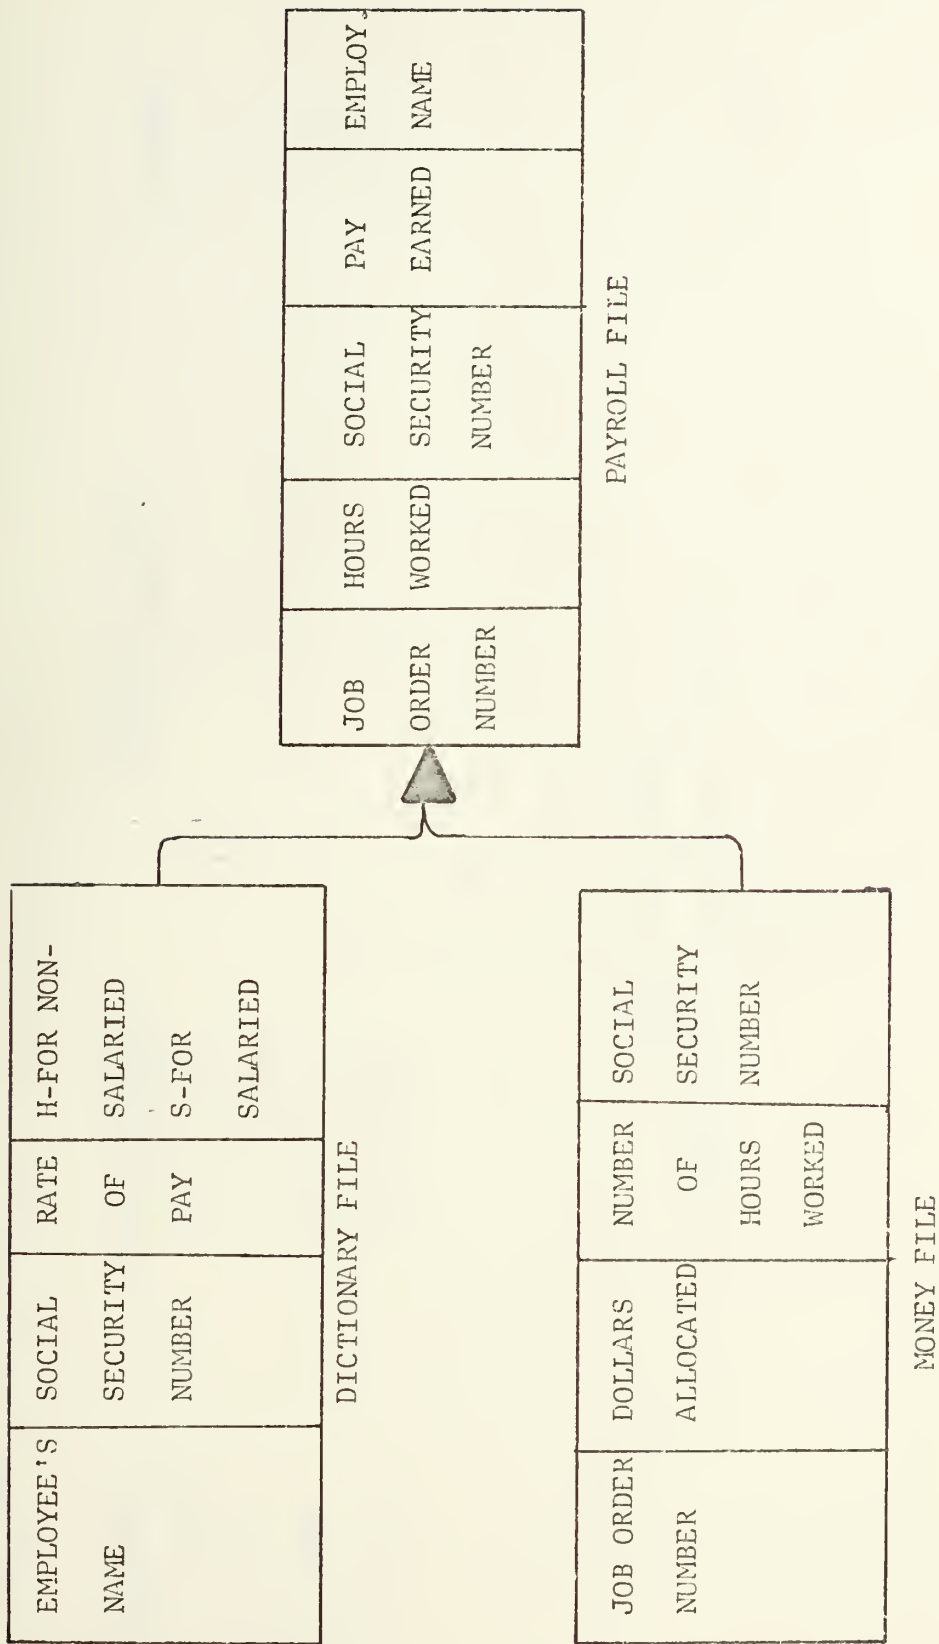 EMPLOYEE'S
NAME
SOCIAL
SECURITY
NUMBER
RATE
OF
PAY
H-FOR NON-
SALARIED
S-FOR
SALARIED
DICTIONARY FILE
JOB ORDER
NUMBER
DOLLARS
ALLOCATED
NUMBER
OF
HOURS
WORKED
SOCIAL
SECURITY
NUMBER
MONEY FILE
JOB
ORDER
NUMBER
HOURS
WORKED
SOCIAL
SECURITY
NUMBER
PAY
EARNED
EMPLOY
NAME
PAYROLL FILE